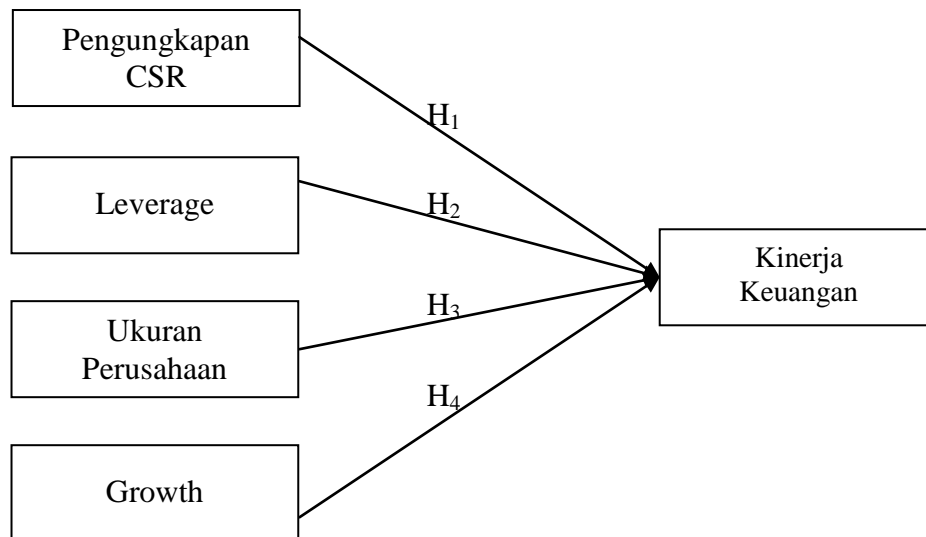 Pengungkapan
CSR
H₁
Leverage
H₂
Kinerja
Keuangan
Ukuran
Perusahaan
H₃
H₄
Growth